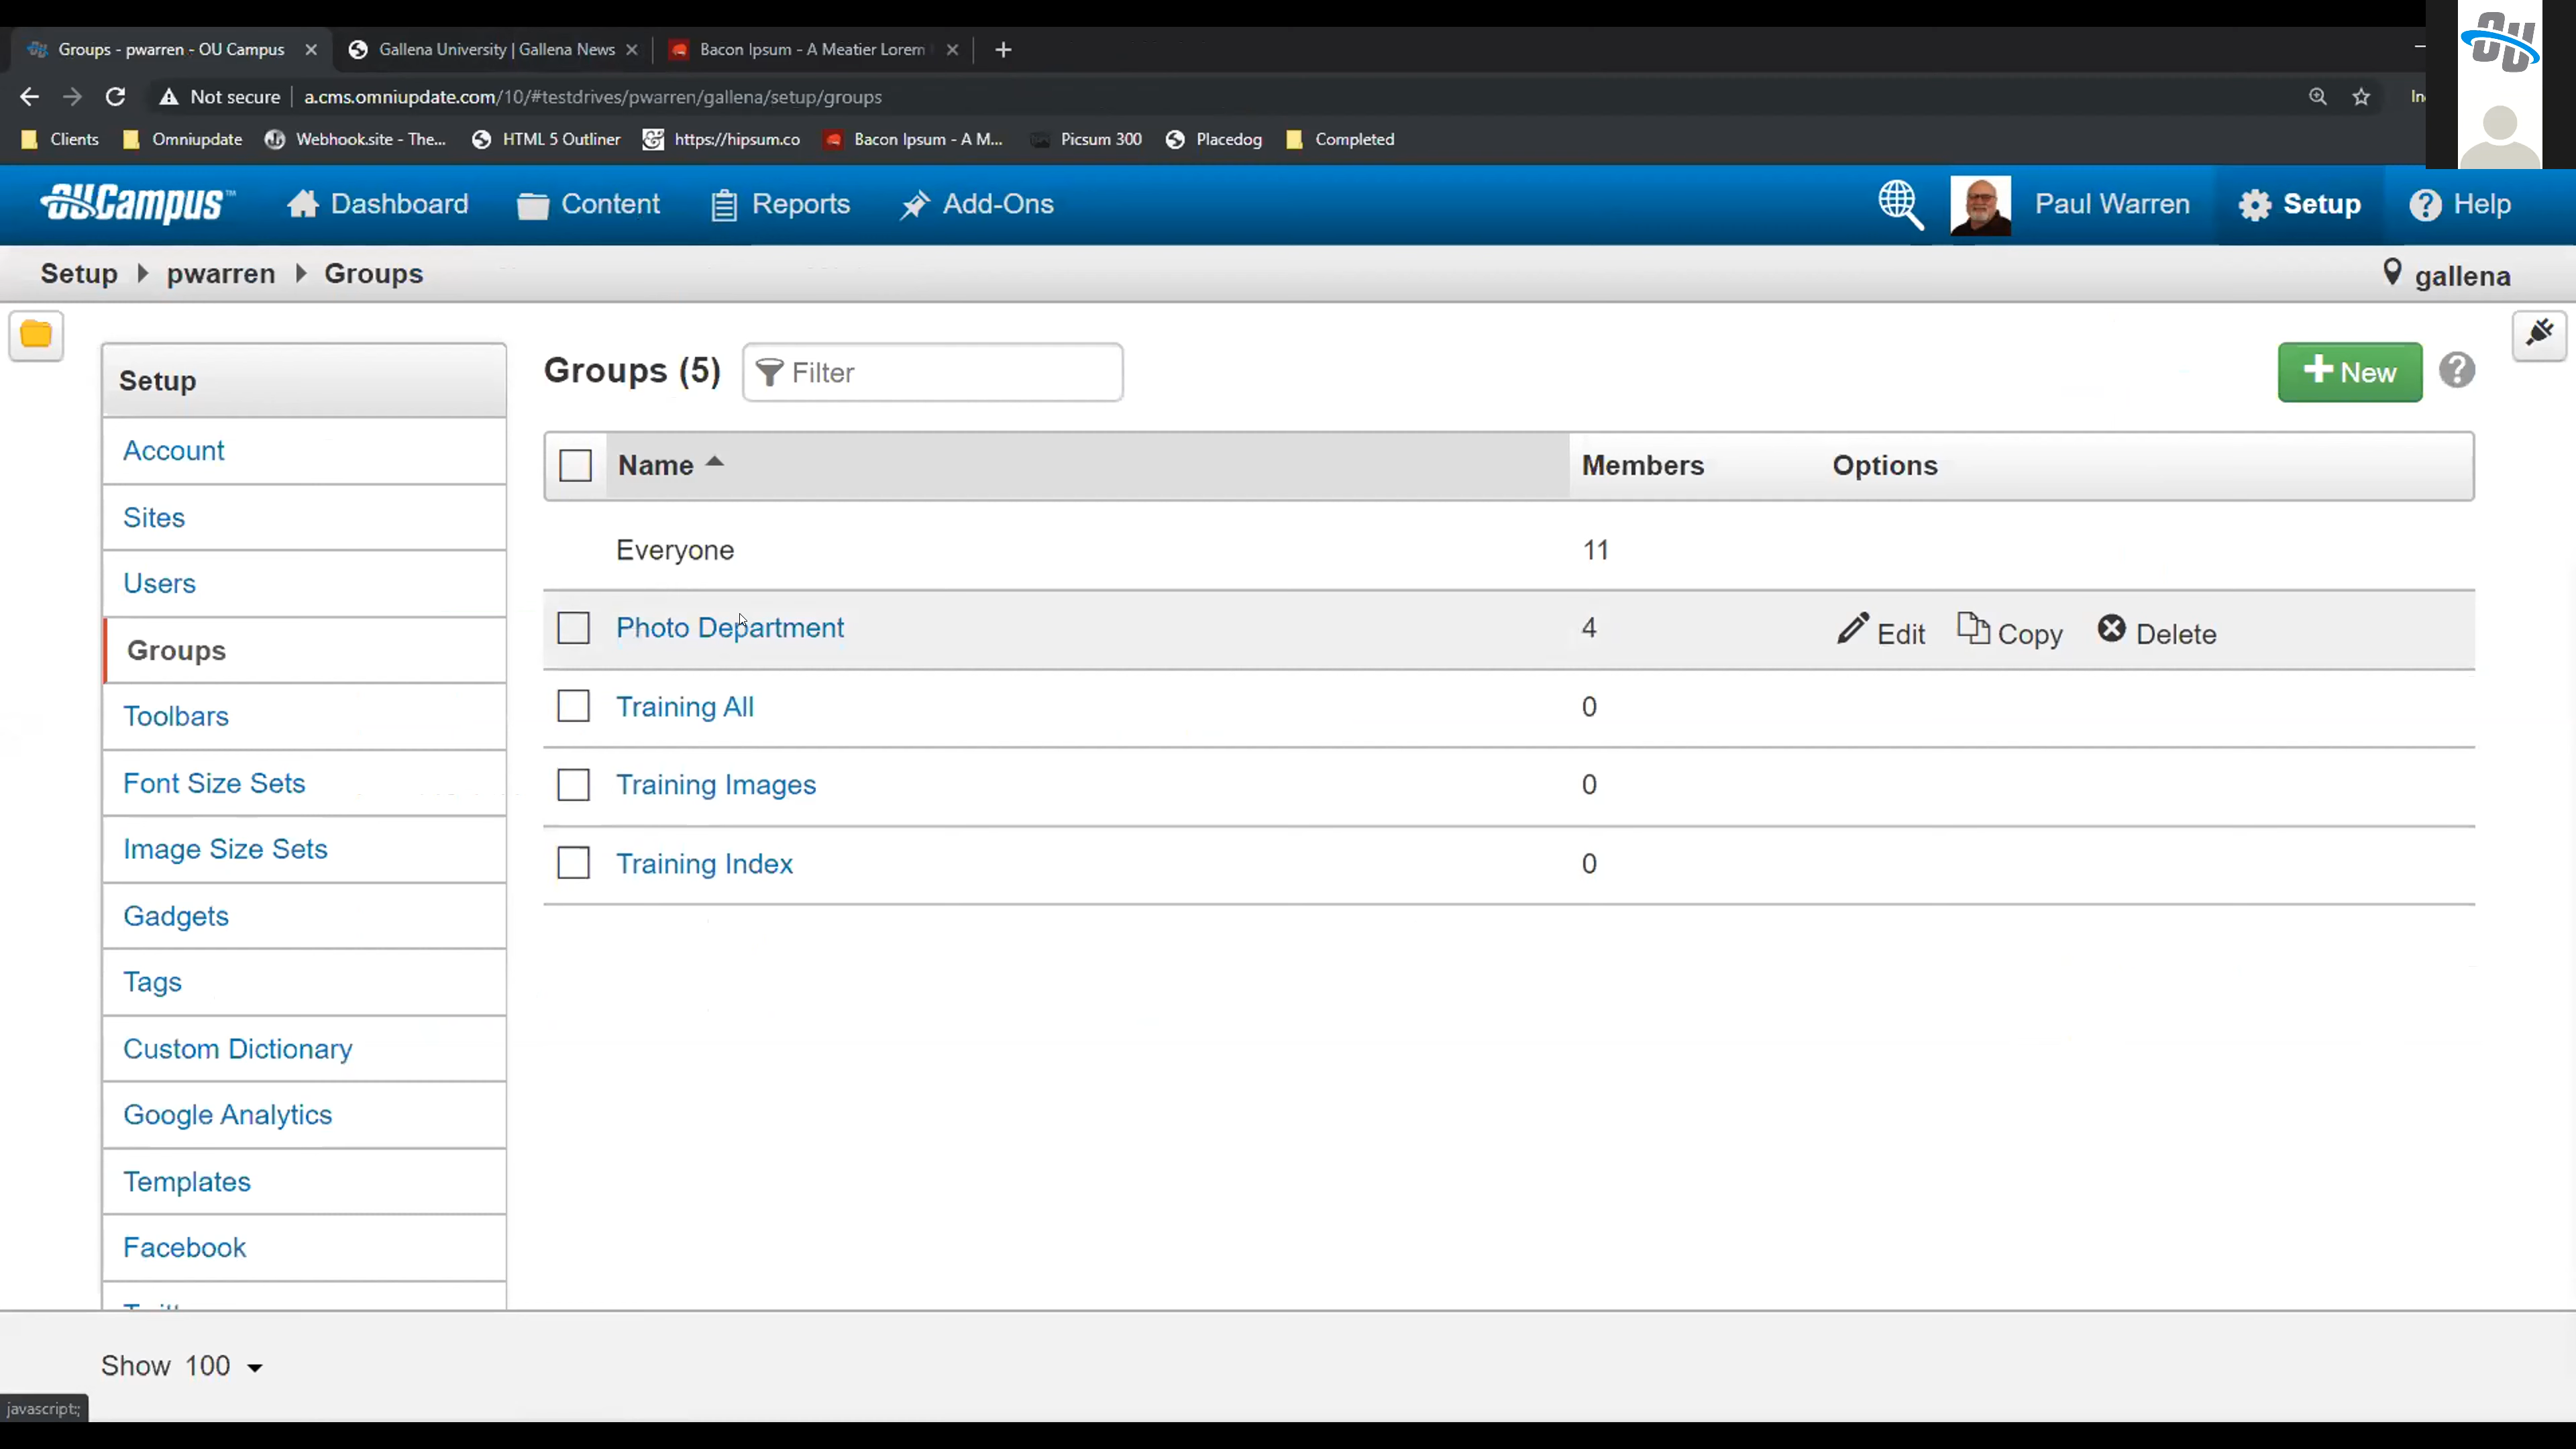 Groups - pwarren - OU Campus
Gallena University | Gallena News
Bacon Ipsum - A Meatier Lorem
Not secure
a.cms.omniupdate.com/10/#testdrives/pwarren/gallena/setup/groups
Clients
Omniupdate
Webhook.site - The...
HTML 5 Outliner
https://hipsum.co
Bacon Ipsum - A M...
Picsum 300
Placedog
Completed
OU Campus™
Dashboard
Content
Reports
Add-Ons
Paul Warren
Setup
Help
Setup
pwarren
Groups
gallena
Setup
Account
Sites
Users
Groups
Toolbars
Font Size Sets
Image Size Sets
Gadgets
Tags
Custom Dictionary
Google Analytics
Templates
Facebook
Groups (5)
Filter
New
Name Members Options
Everyone 11
Photo Department 4 Edit Copy Delete
Training All 0
Training Images 0
Training Index 0
Show 100
javascript:;